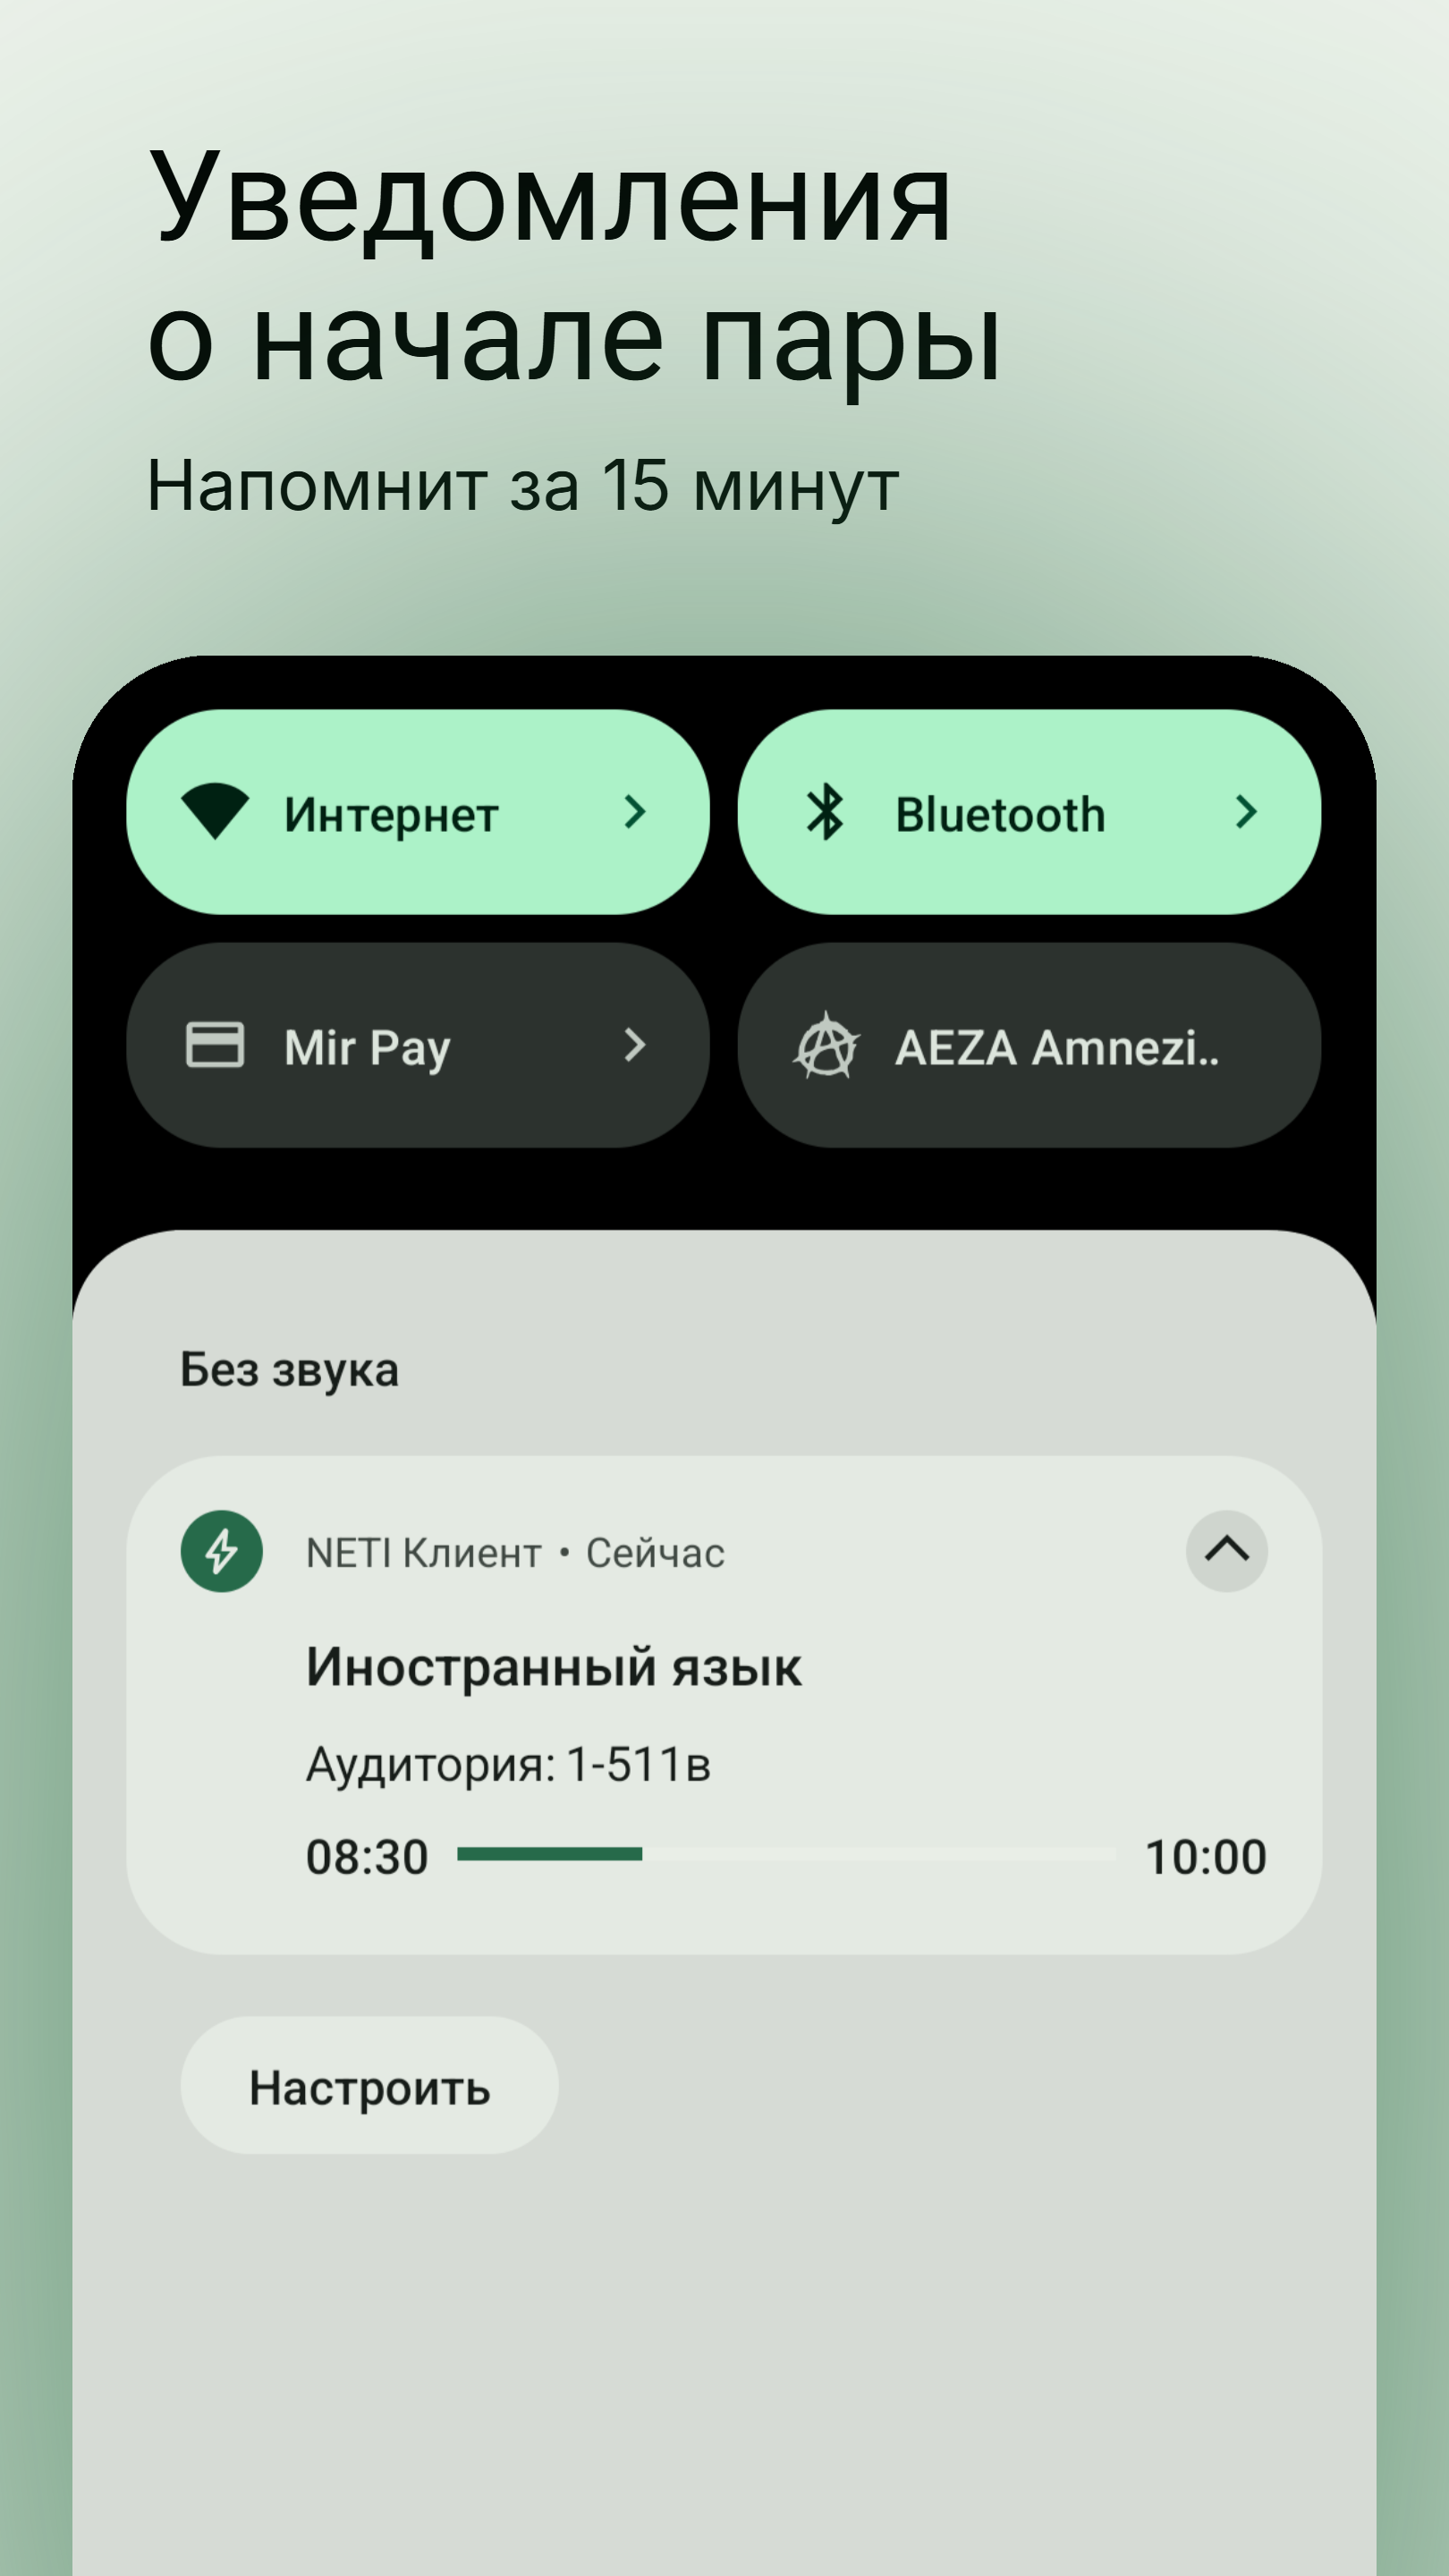 Уведомления
о начале пары
Напомнит за 15 минут
Интернет
Bluetooth
Mir Pay
AEZA Amnezi..
Без звука
NETI Клиент • Сейчас
Иностранный язык
Аудитория: 1-511в
08:30
10:00
Настроить